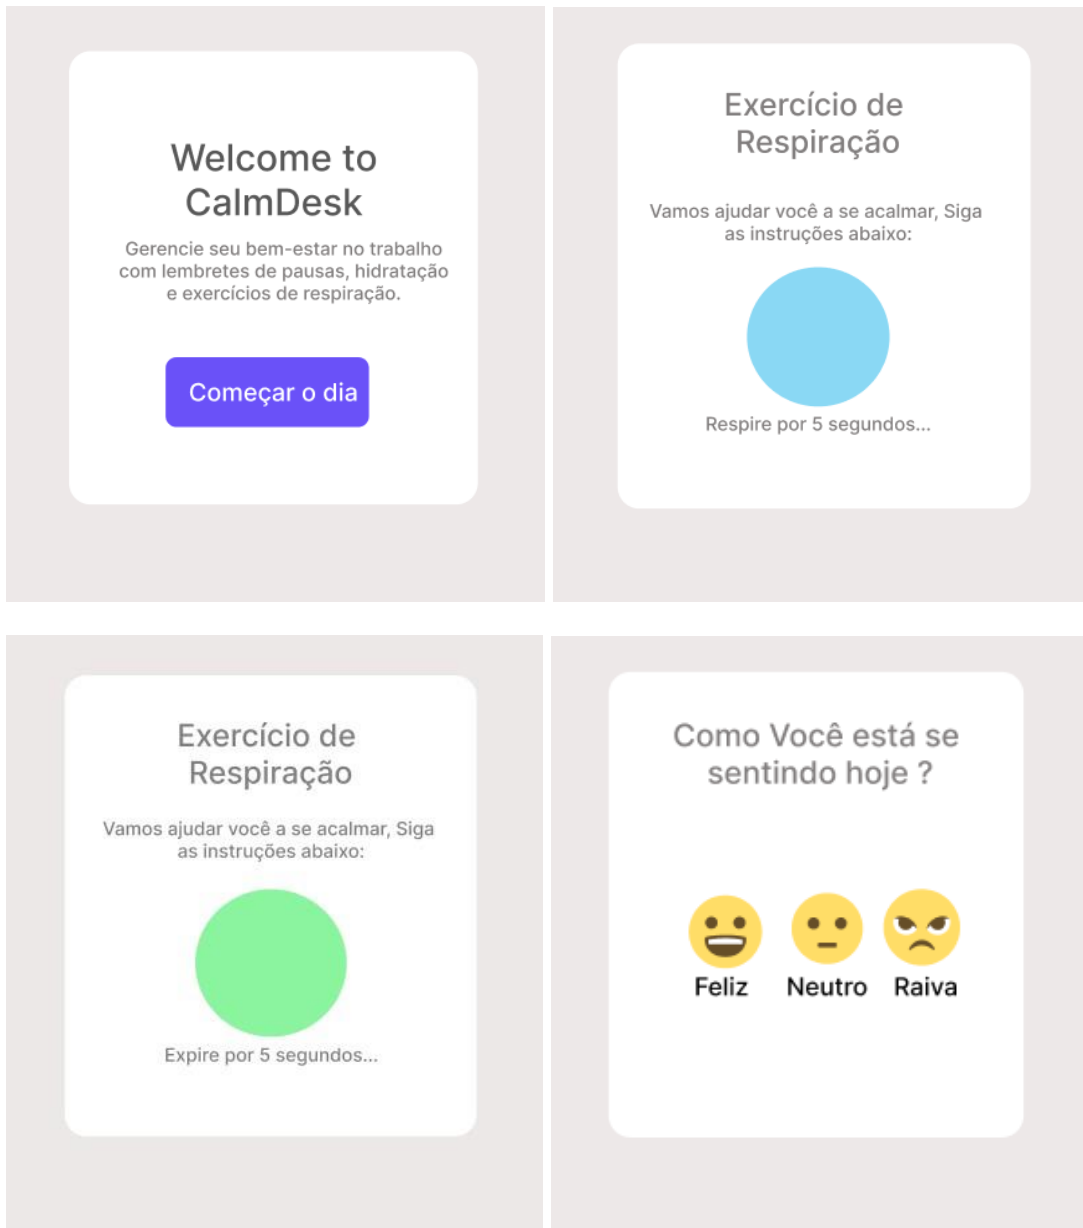 Welcome to
CalmDesk
Gerencie seu bem-estar no trabalho
com lembretes de pausas, hidratação
e exercícios de respiração.
Começar o dia
Exercício de
Respiração
Vamos ajudar você a se acalmar, Siga
as instruções abaixo:
Respire por 5 segundos...
Exercício de
Respiração
Vamos ajudar você a se acalmar, Siga
as instruções abaixo:
Expire por 5 segundos...
Como Você está se
sentindo hoje ?
Feliz Neutro Raiva